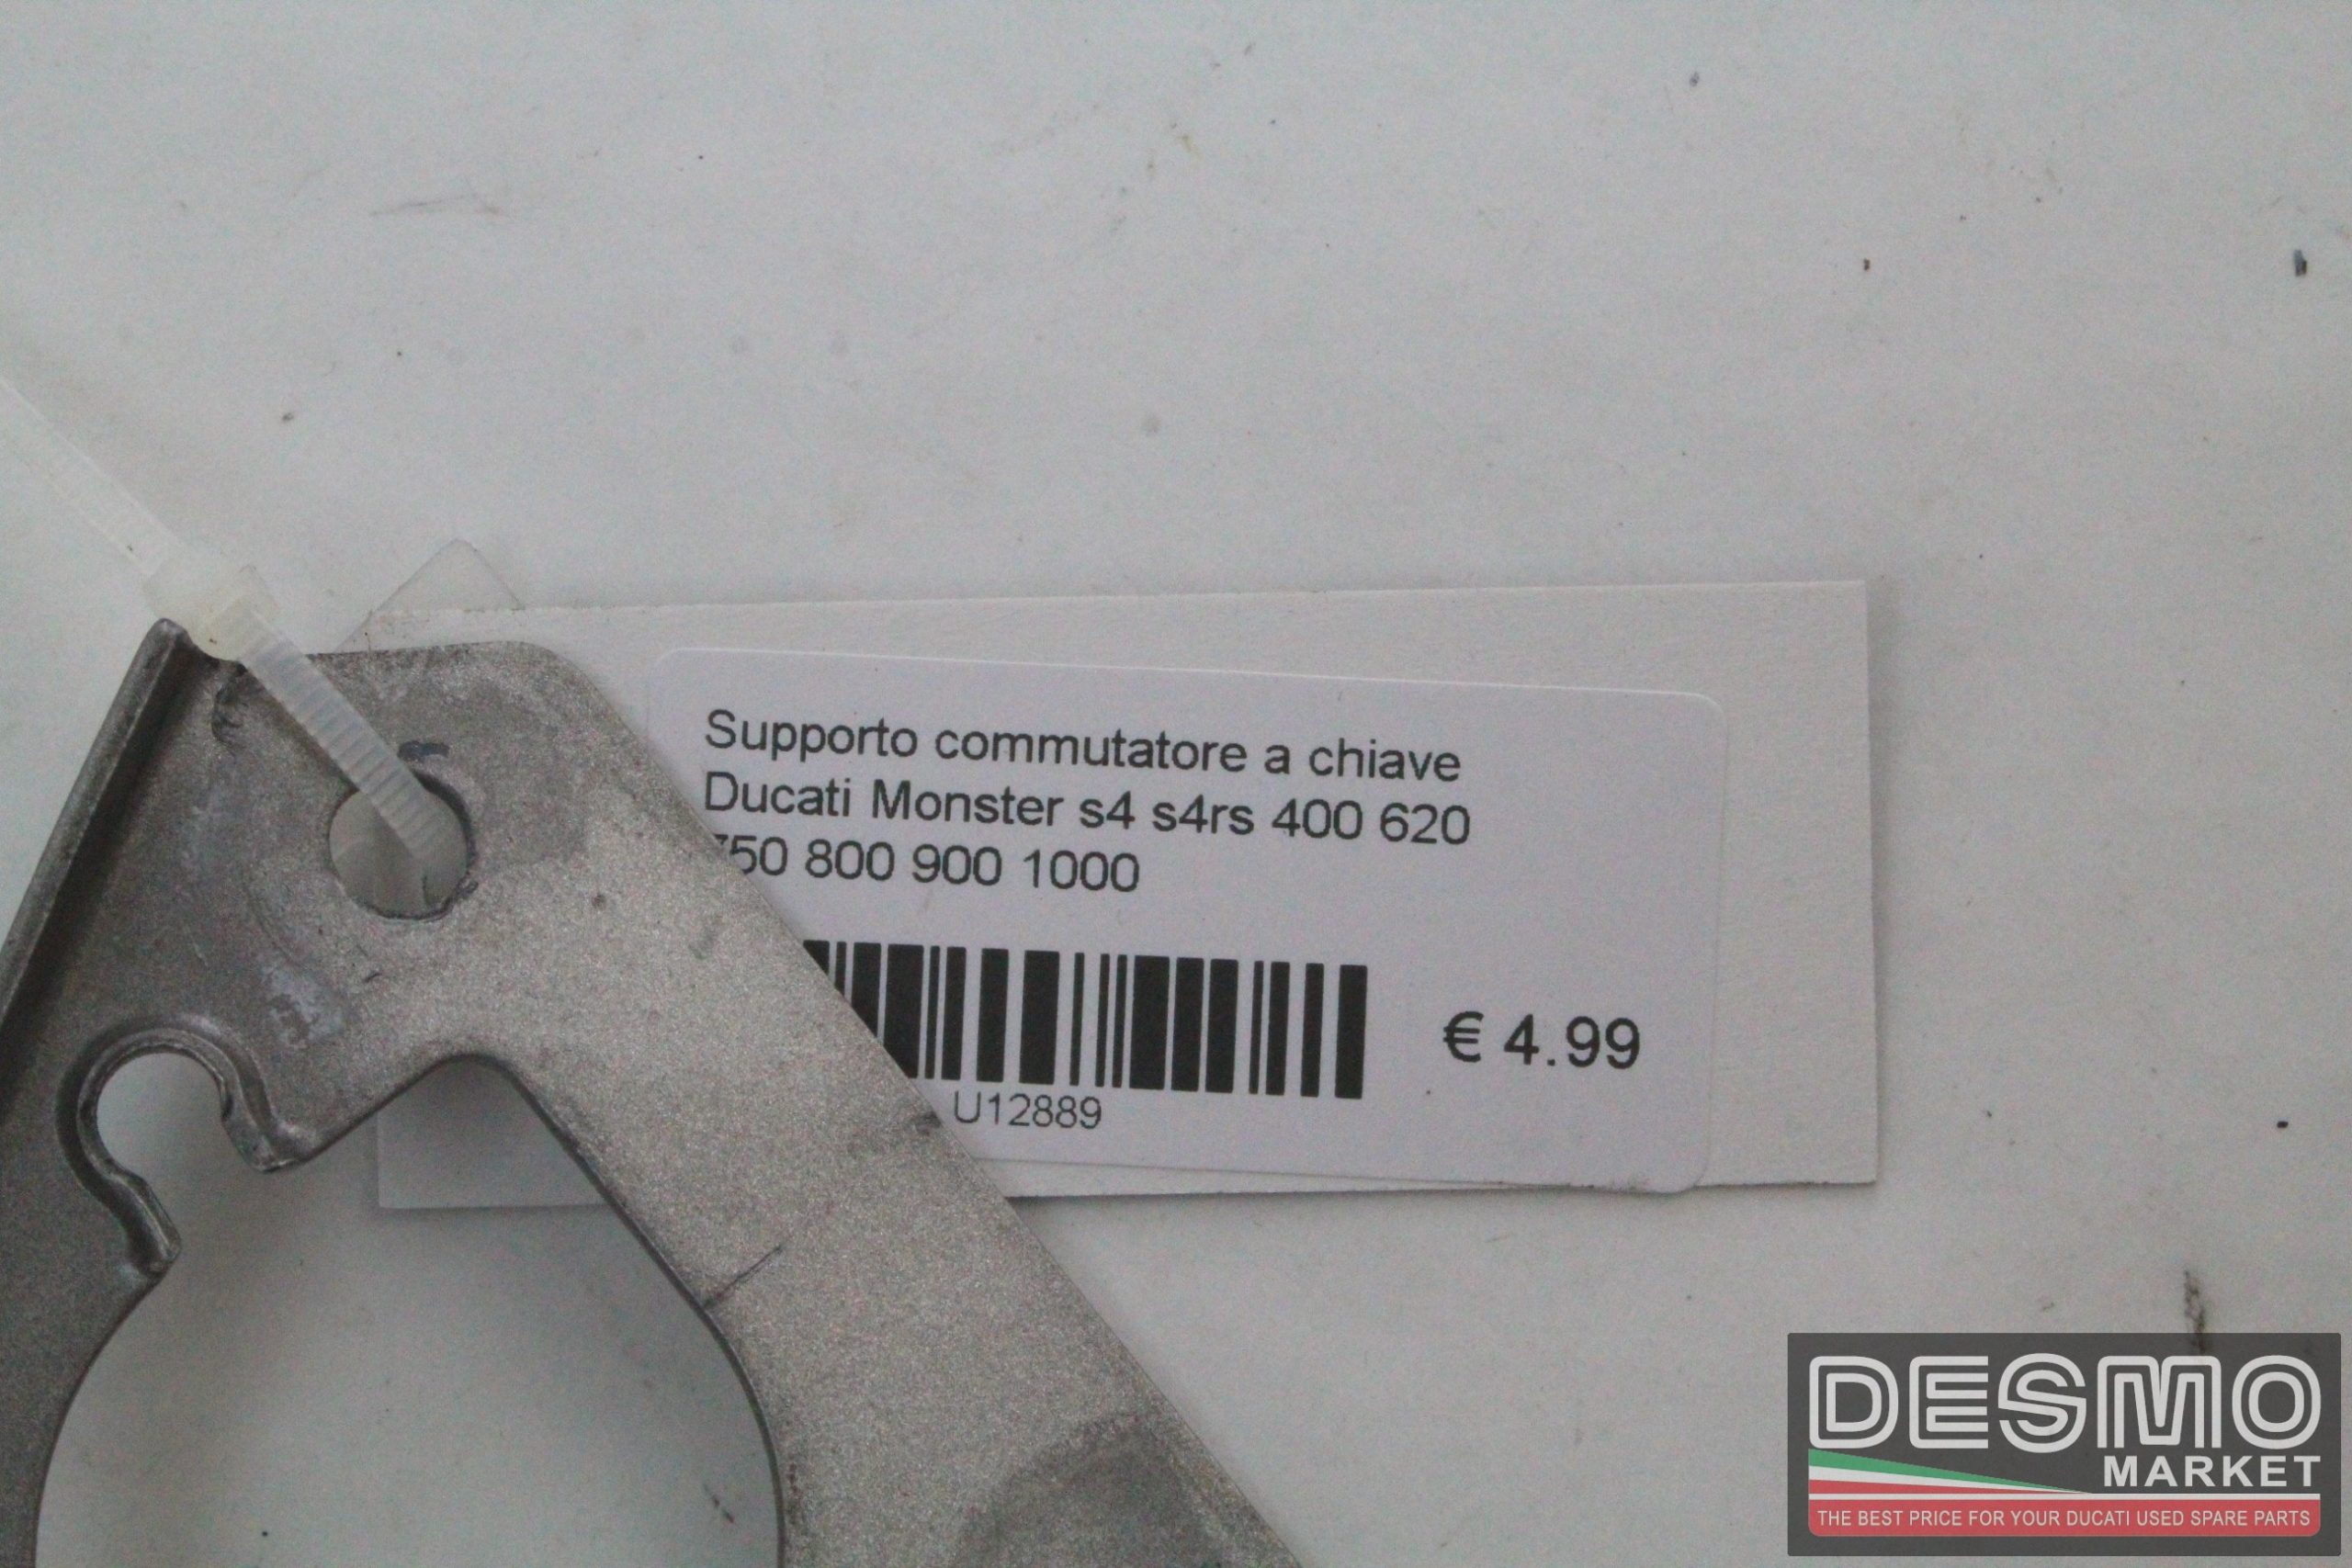 Supporto commutatore a chiave
Ducati Monster s4 s4rs 400 620
750 800 900 1000
€ 4.99
U12889
DESMO
MARKET
THE BEST PRICE FOR YOUR DUCATI USED SPARE PARTS